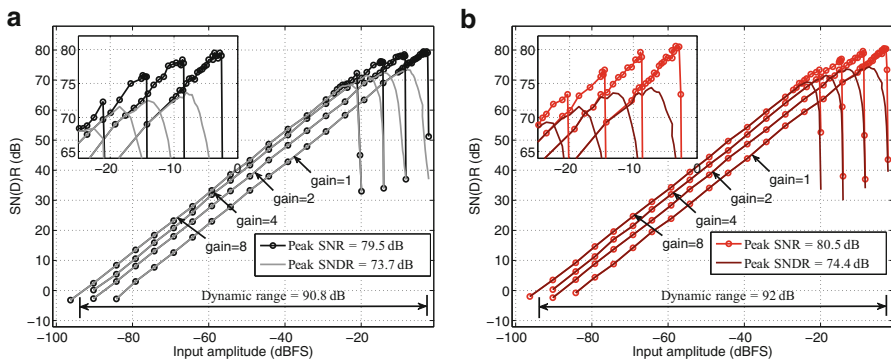 a
80
70
60
50
40
30
20
10
0
−10
SN(D)R (dB)
80
75
70
65
−20
−10
0
gain=1
gain=2
gain=4
gain=8
Peak SNR = 79.5 dB
Peak SNDR = 73.7 dB
Dynamic range = 90.8 dB
−100
−80
−60
−40
−20
Input amplitude (dBFS)
b
80
70
60
50
40
30
20
10
0
−10
SN(D)R (dB)
80
75
70
65
−20
−10
0
gain=1
gain=2
gain=4
gain=8
Peak SNR = 80.5 dB
Peak SNDR = 74.4 dB
Dynamic range = 92 dB
−100
−80
−60
−40
−20
Input amplitude (dBFS)